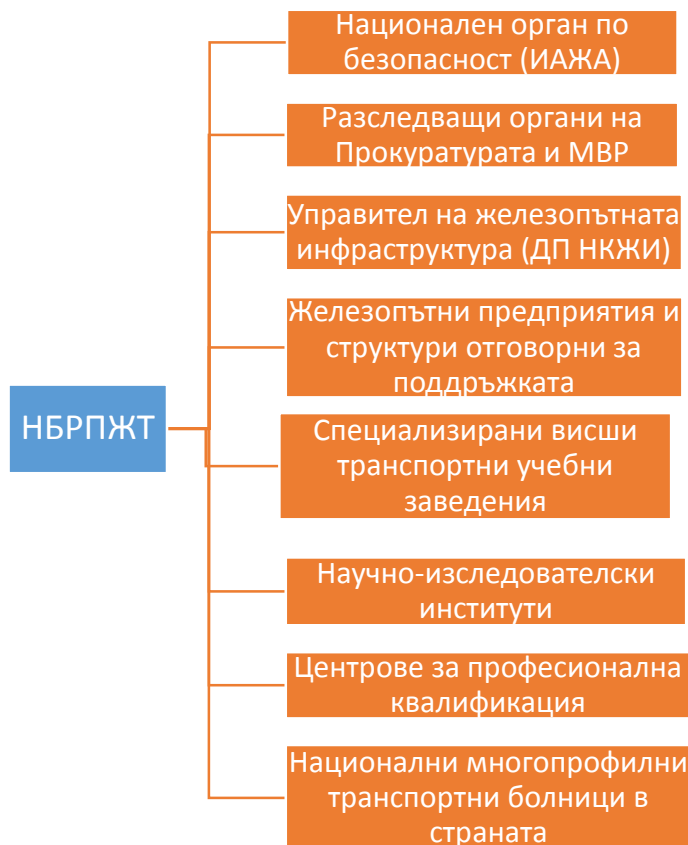 Национален орган по
безопасност (ИАЖА)
Разследващи органи на
Прокуратурата и МВР
Управител на железопътната
инфраструктура (ДП НКЖИ)
Железопътни предприятия и
структури отговорни за
поддръжката
НБРПЖТ
Специализирани висши
транспортни учебни
заведения
Научно-изследователски
институти
Центрове за професионална
квалификация
Национални многопрофилни
транспортни болници в
страната